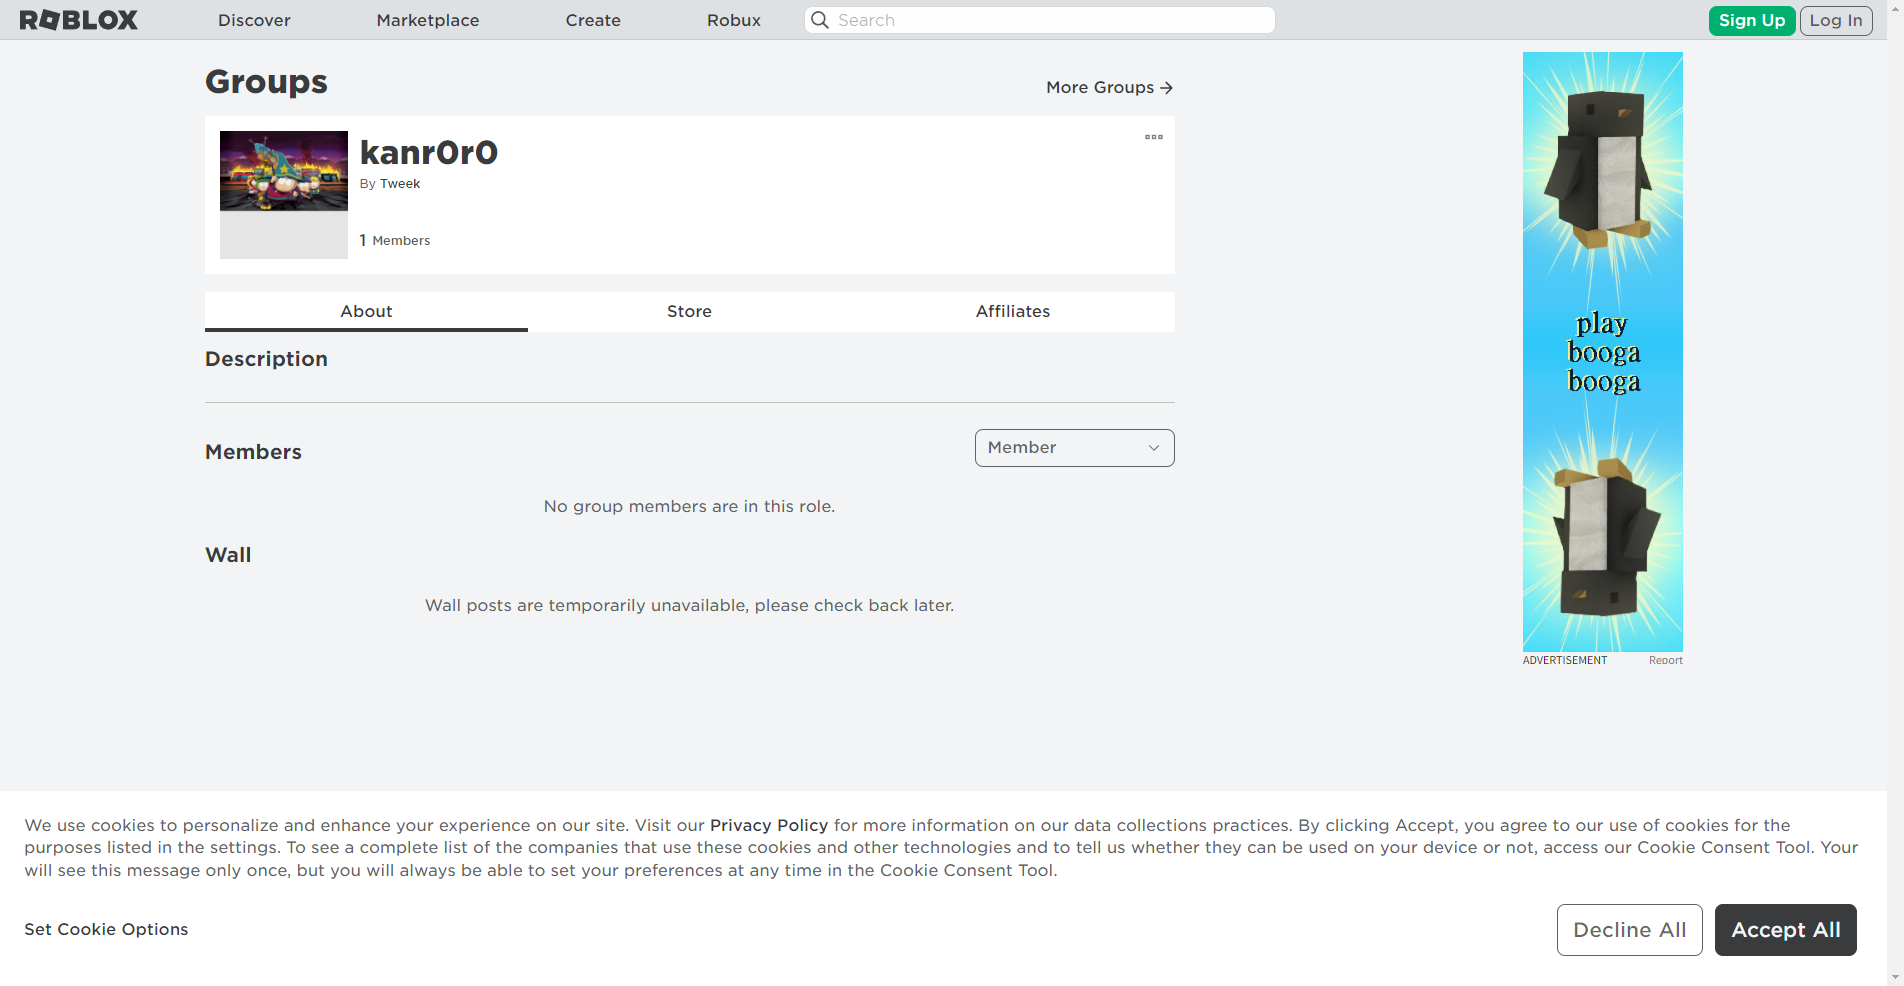 ROBLOX
Discover
Marketplace
Create
Robux
Search
Sign Up
Log In
Groups
More Groups
kanr0r0
By Tweek
1 Members
About
Store
Affiliates
Description
Members
Member
No group members are in this role.
Wall
Wall posts are temporarily unavailable, please check back later.
play
booga
booga
ADVERTISEMENT
Report
We use cookies to personalize and enhance your experience on our site. Visit our Privacy Policy for more information on our data collections practices. By clicking Accept, you agree to our use of cookies for the
purposes listed in the settings. To see a complete list of the companies that use these cookies and other technologies and to tell us whether they can be used on your device or not, access our Cookie Consent Tool. Your
will see this message only once, but you will always be able to set your preferences at any time in the Cookie Consent Tool.
Set Cookie Options
Decline All
Accept All